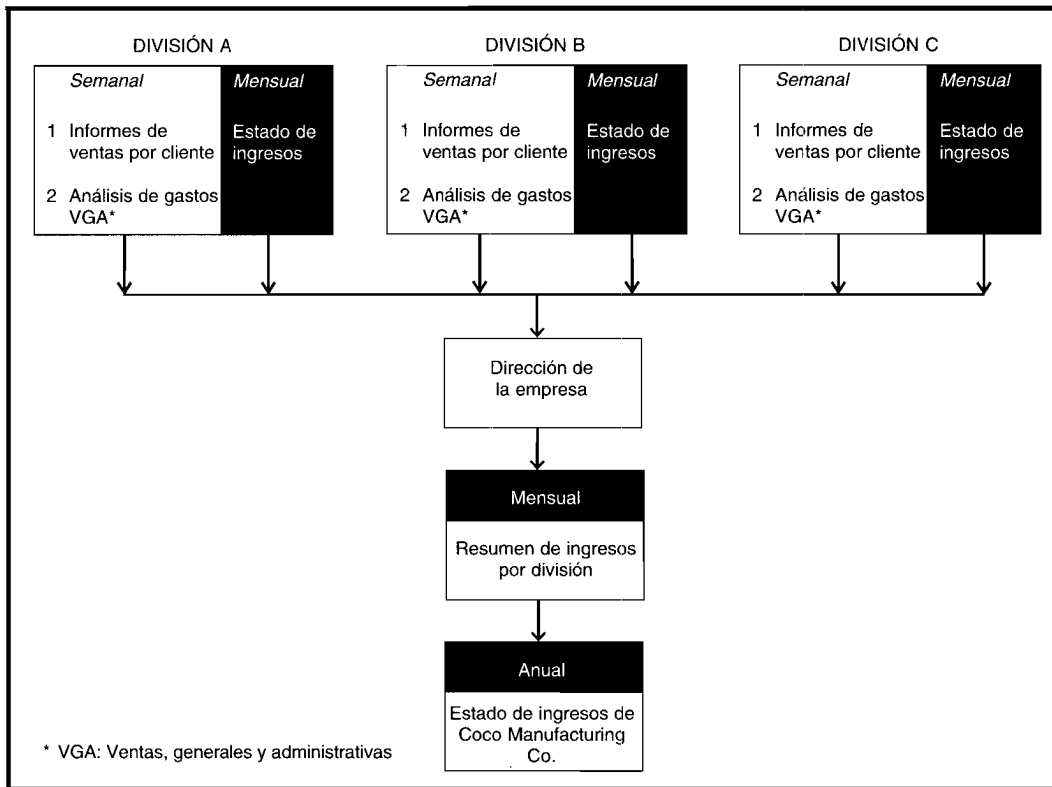 DIVISIÓN A
Semanal
Mensual
1 Informes de
ventas por cliente
2 Análisis de gastos
VGA*
Estado de
ingresos
DIVISIÓN B
Semanal
Mensual
1 Informes de
ventas por cliente
2 Análisis de gastos
VGA*
Estado de
ingresos
DIVISIÓN C
Semanal
Mensual
1 Informes de
ventas por cliente
2 Análisis de gastos
VGA*
Estado de
ingresos
Dirección de
la empresa
Mensual
Resumen de ingresos
por división
Anual
Estado de ingresos de
Coco Manufacturing
Co.
* VGA: Ventas, generales y administrativas